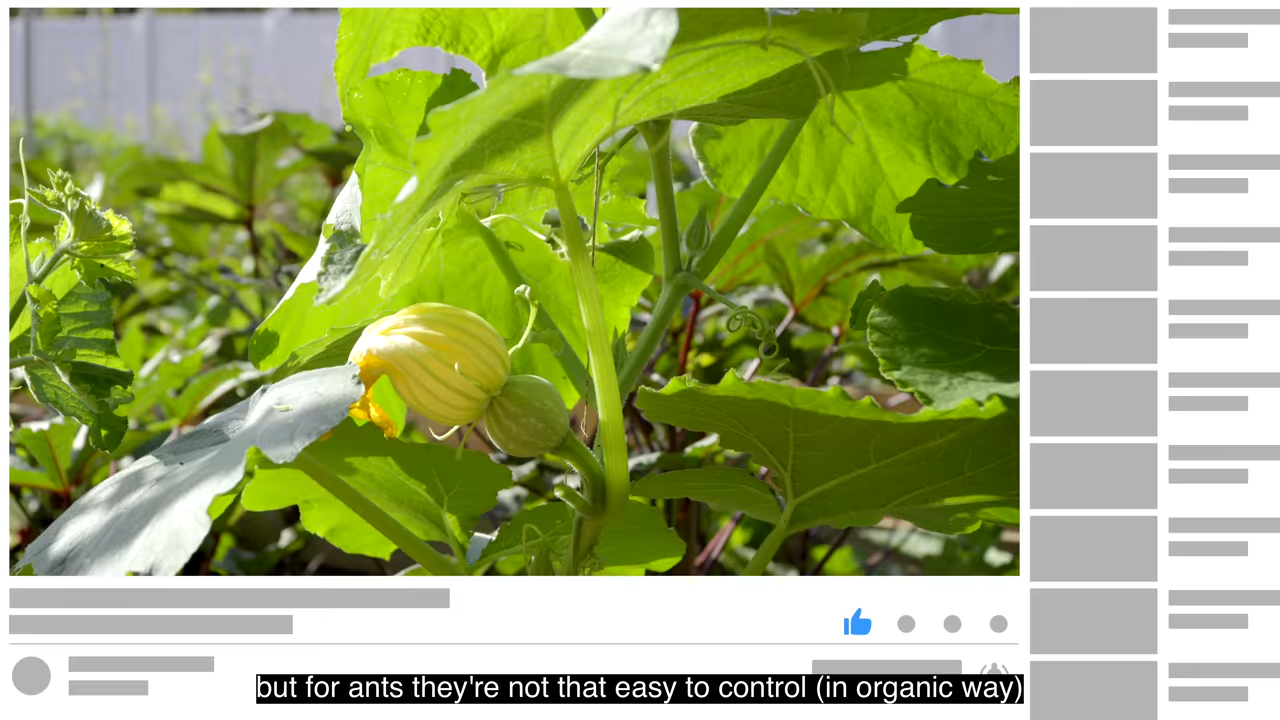 but for ants they're not that easy to control (in organic way)